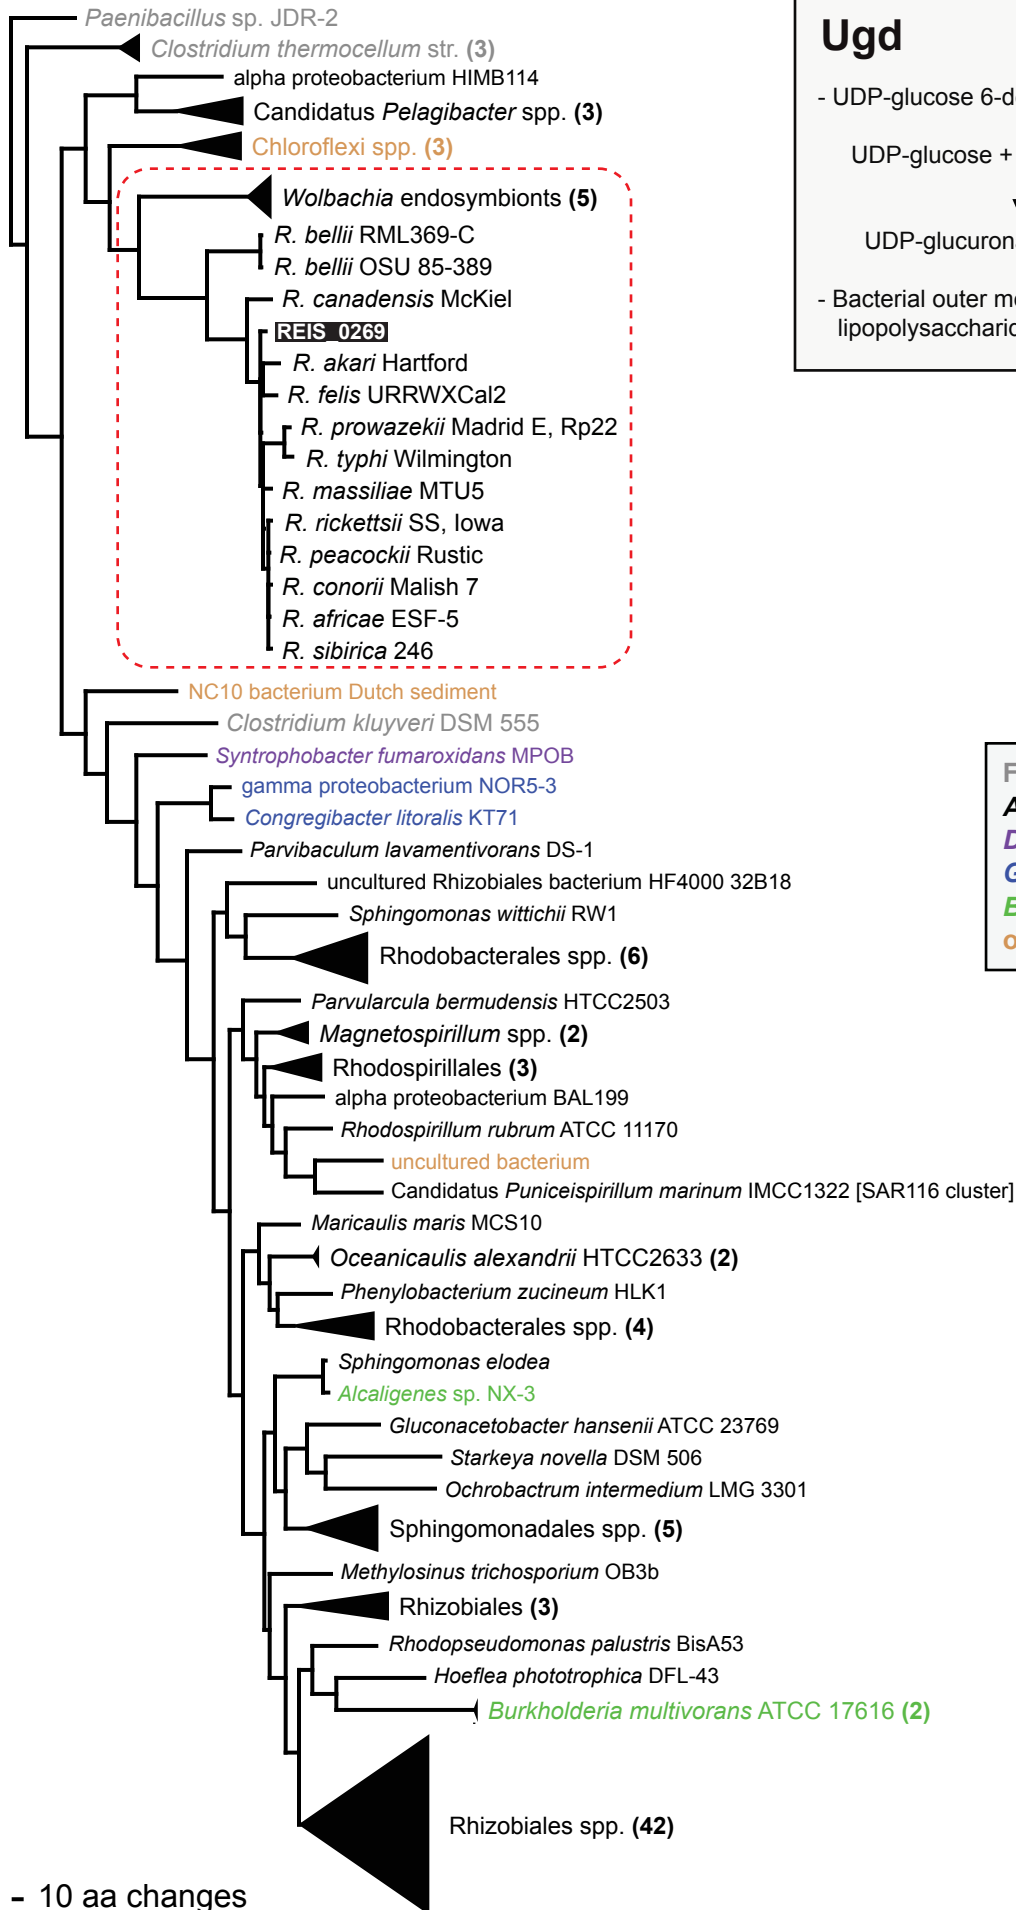 Paenibacillus sp. JDR-2
Clostridium thermocellum str. (3)
alpha proteobacterium HIMB114
Candidatus Pelagibacter spp. (3)
Chloroflexi spp. (3)
Wolbachia endosymbionts (5)
R. bellii RML369-C
R. bellii OSU 85-389
R. canadensis McKiel
REIS_0269
R. akari Hartford
R. felis URRWXCal2
R. prowazekii Madrid E, Rp22
R. typhi Wilmington
R. massiliae MTU5
R. rickettsii SS, Iowa
R. peacockii Rustic
R. conorii Malish 7
R. africae ESF-5
R. sibirica 246
NC10 bacterium Dutch sediment
Clostridium kluyveri DSM 555
Syntrophobacter fumaroxidans MPOB
gamma proteobacterium NOR5-3
Congregibacter litoralis KT71
Parvibaculum lavamentivorans DS-1
uncultured Rhizobiales bacterium HF4000 32B18
Sphingomonas wittichii RW1
Rhodobacterales spp. (6)
Parvularcula bermudensis HTCC2503
Magnetospirillum spp. (2)
Rhodospirillales (3)
alpha proteobacterium BAL199
Rhodospirillum rubrum ATCC 11170
uncultured bacterium
Candidatus Puniceispirillum marinum IMCC1322 [SAR116 cluster]
Maricaulis maris MCS10
Oceanicaulis alexandrii HTCC2633 (2)
Phenylobacterium zucineum HLK1
Rhodobacterales spp. (4)
Sphingomonas elodea
Alcaligenes sp. NX-3
Gluconacetobacter hansenii ATCC 23769
Starkeya novella DSM 506
Ochrobactrum intermedium LMG 3301
Sphingomonadales spp. (5)
Methylosinus trichosporium OB3b
Rhizobiales (3)
Rhodopseudomonas palustris BisA53
Hoeflea phototrophica DFL-43
Burkholderia multivorans ATCC 17616 (2)
Rhizobiales spp. (42)
- 10 aa changes
Ugd
- UDP-glucose 6-d
UDP-glucose +
UDP-glucuron
- Bacterial outer m
lipopolysaccharid
F
A
D
G